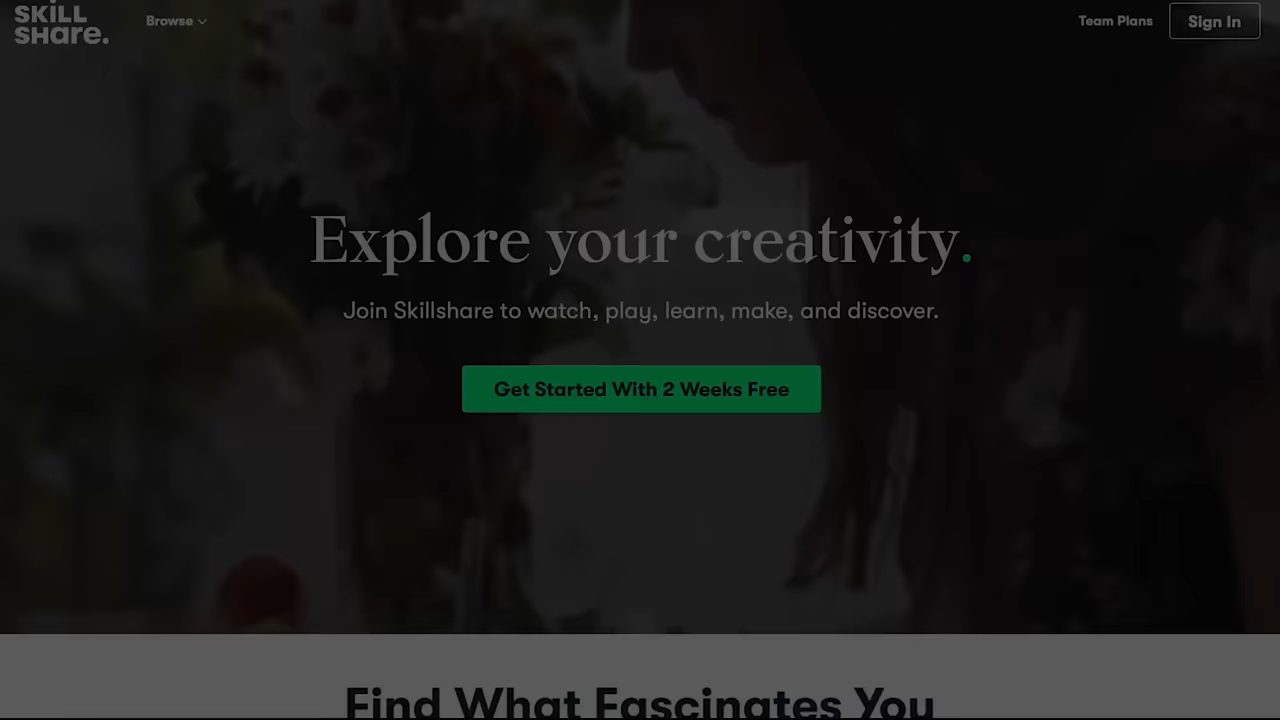 SKiLL
SHare.
Browse
Team Plans
Sign In
Explore your creativity.
Join Skillshare to watch, play, learn, make, and discover.
Get Started With 2 Weeks Free
Find What Fascinates You